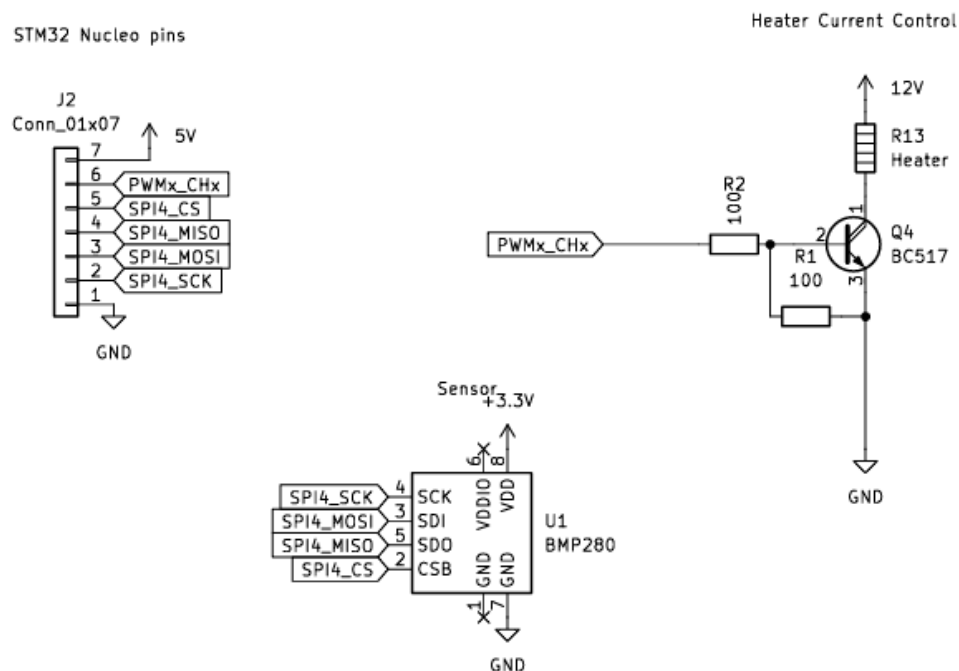 STM32 Nucleo pins
J2
Conn_01x07
7
5V
6
PWMx_CHx
5
SPI4_CS
4
SPI4_MISO
3
SPI4_MOSI
2
SPI4_SCK
1
GND
Heater Current Control
12V
R13
Heater
R2
100
PWMx_CHx
1
2
Q4
BC517
R1
100
3
GND
Sensor
+3.3V
6
8
VDDIO
VDD
SPI4_SCK
4
SCK
SPI4_MOSI
3
SDI
SPI4_MISO
5
SDO
SPI4_CS
2
CSB
GND
GND
1
7
U1
BMP280
GND